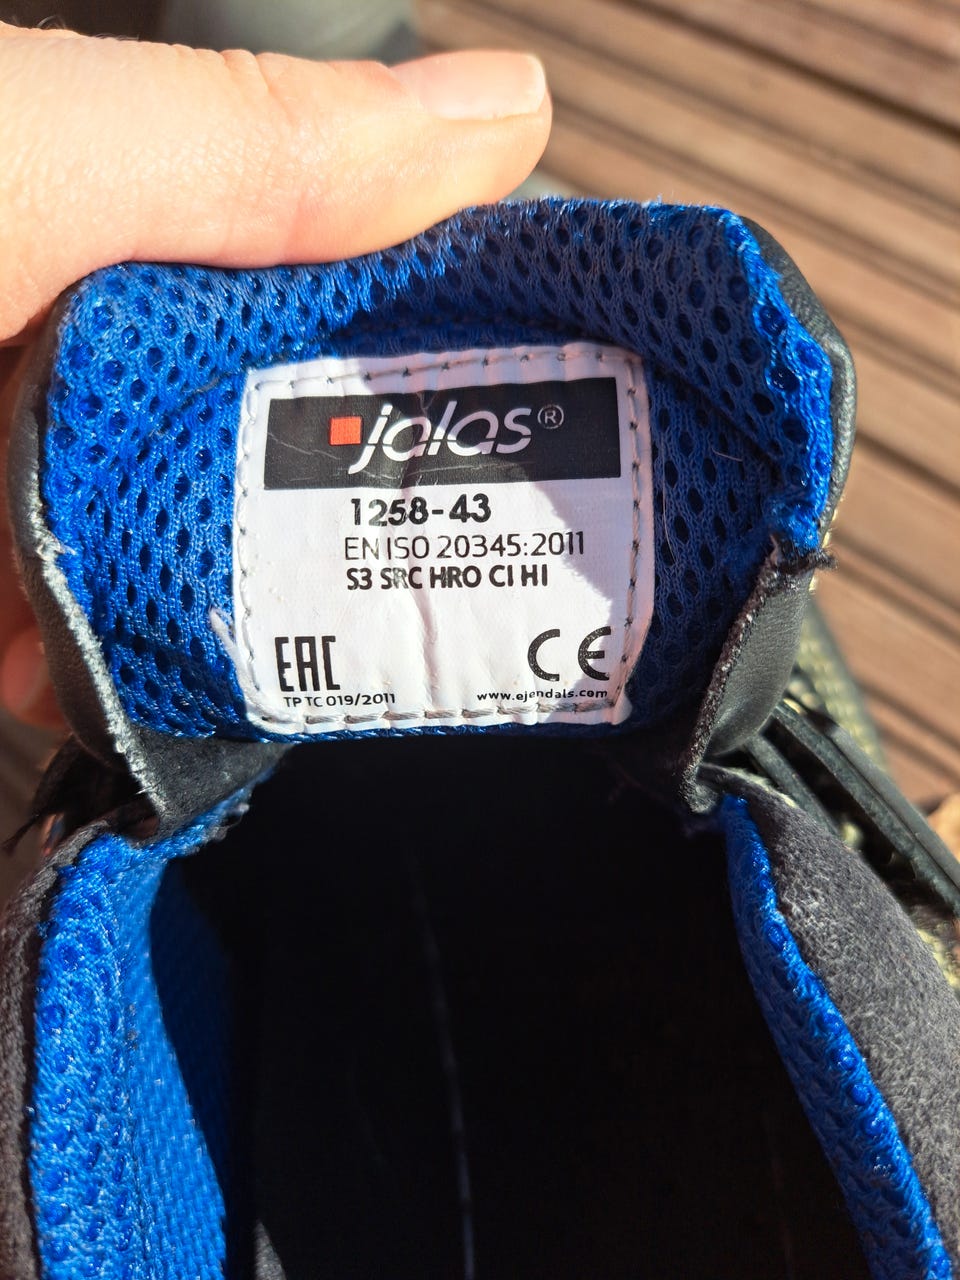 jalas®
1258-43
EN ISO 20345:2011
S3 SRC HRO CI HI
EAC
CE
TP TC 019/2011
www.ejendals.com